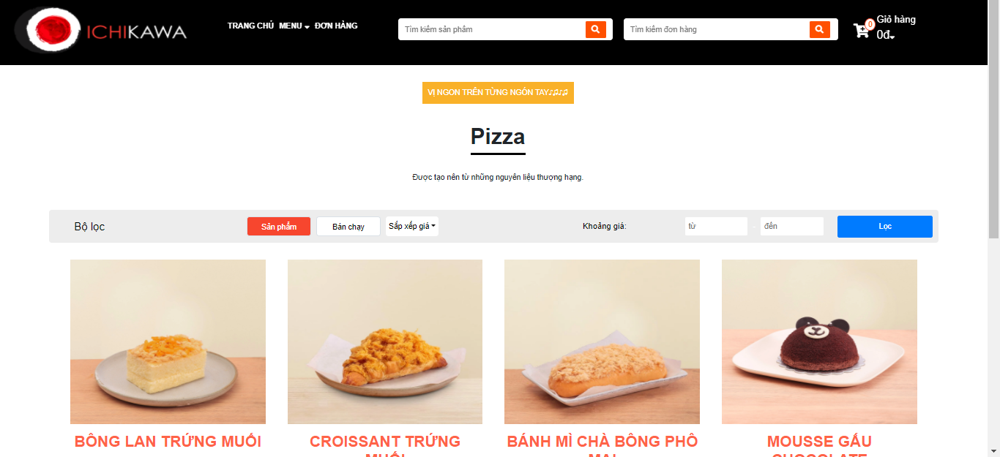 ICHIKAWA
TRANG CHỦ MENU ĐƠN HÀNG
Tìm kiếm sản phẩm
Tìm kiếm đơn hàng
0
Giỏ hàng
0đ
VỊ NGON TRÊN TỪNG NGÓN TAY♫♫♫
Pizza
Được tạo nên từ những nguyên liệu thượng hạng.
Bộ lọc
Sản phẩm
Bán chạy
Sắp xếp giá
Khoảng giá:
từ
-
đến
Lọc
BÔNG LAN TRỨNG MUỐI
CROISSANT TRỨNG
MUỐI
BÁNH MÌ CHÀ BÔNG PHÔ
MAI
MOUSSE GẤU
CHOCOLATE